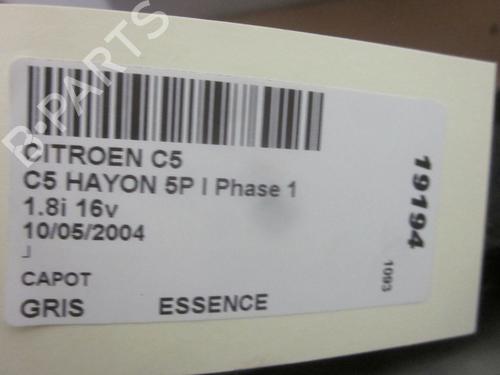 B-PARTS
CITROEN C5
C5 HAYON 5P I Phase 1
1.8i 16v
10/05/2004
J
CAPOT
GRIS ESSENCE
19194
1093